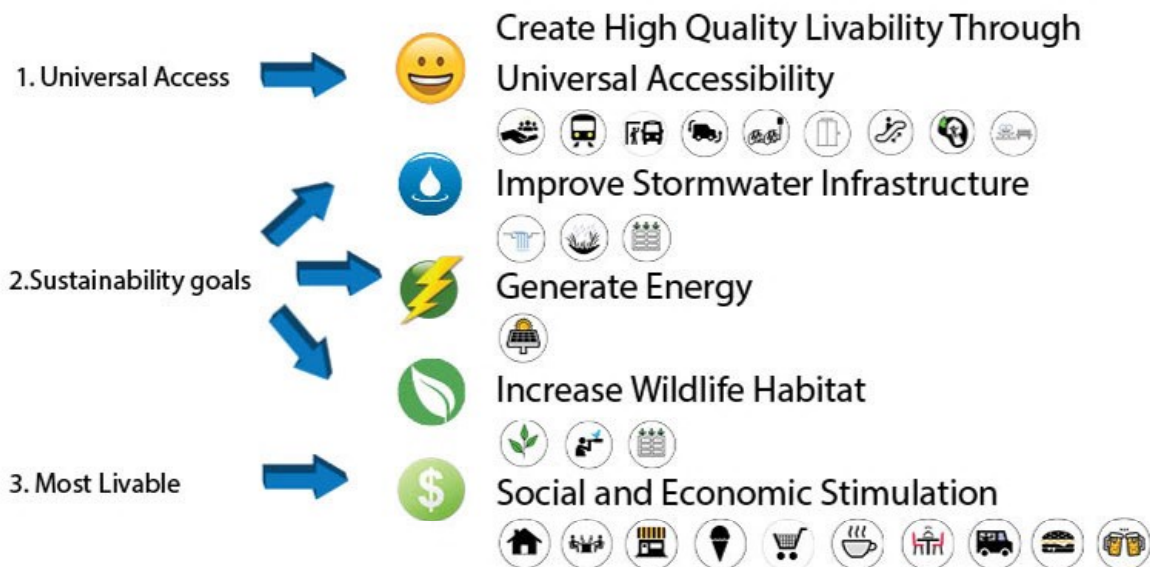 Create High Quality Livability Through
1. Universal Access
Universal Accessibility
Improve Stormwater Infrastructure
2.Sustainability goals
Generate Energy
Increase Wildlife Habitat
3. Most Livable
Social and Economic Stimulation